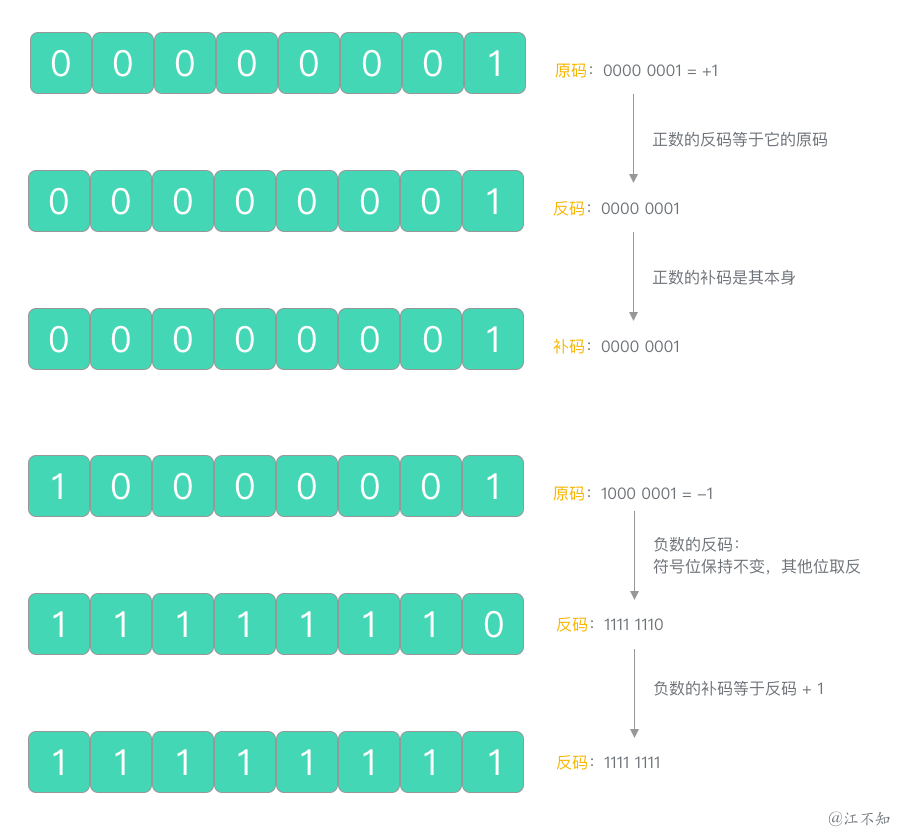 0 0 0 0 0 0 0 1
原码：0000 0001 = +1
正数的反码等于它的原码
0 0 0 0 0 0 0 1
反码：0000 0001
正数的补码是其本身
0 0 0 0 0 0 0 1
补码：0000 0001
1 0 0 0 0 0 0 1
原码：1000 0001 = -1
负数的反码：
符号位保持不变，其他位取反
1 1 1 1 1 1 1 0
反码：1111 1110
负数的补码等于反码 + 1
1 1 1 1 1 1 1 1
反码：1111 1111
@江不知